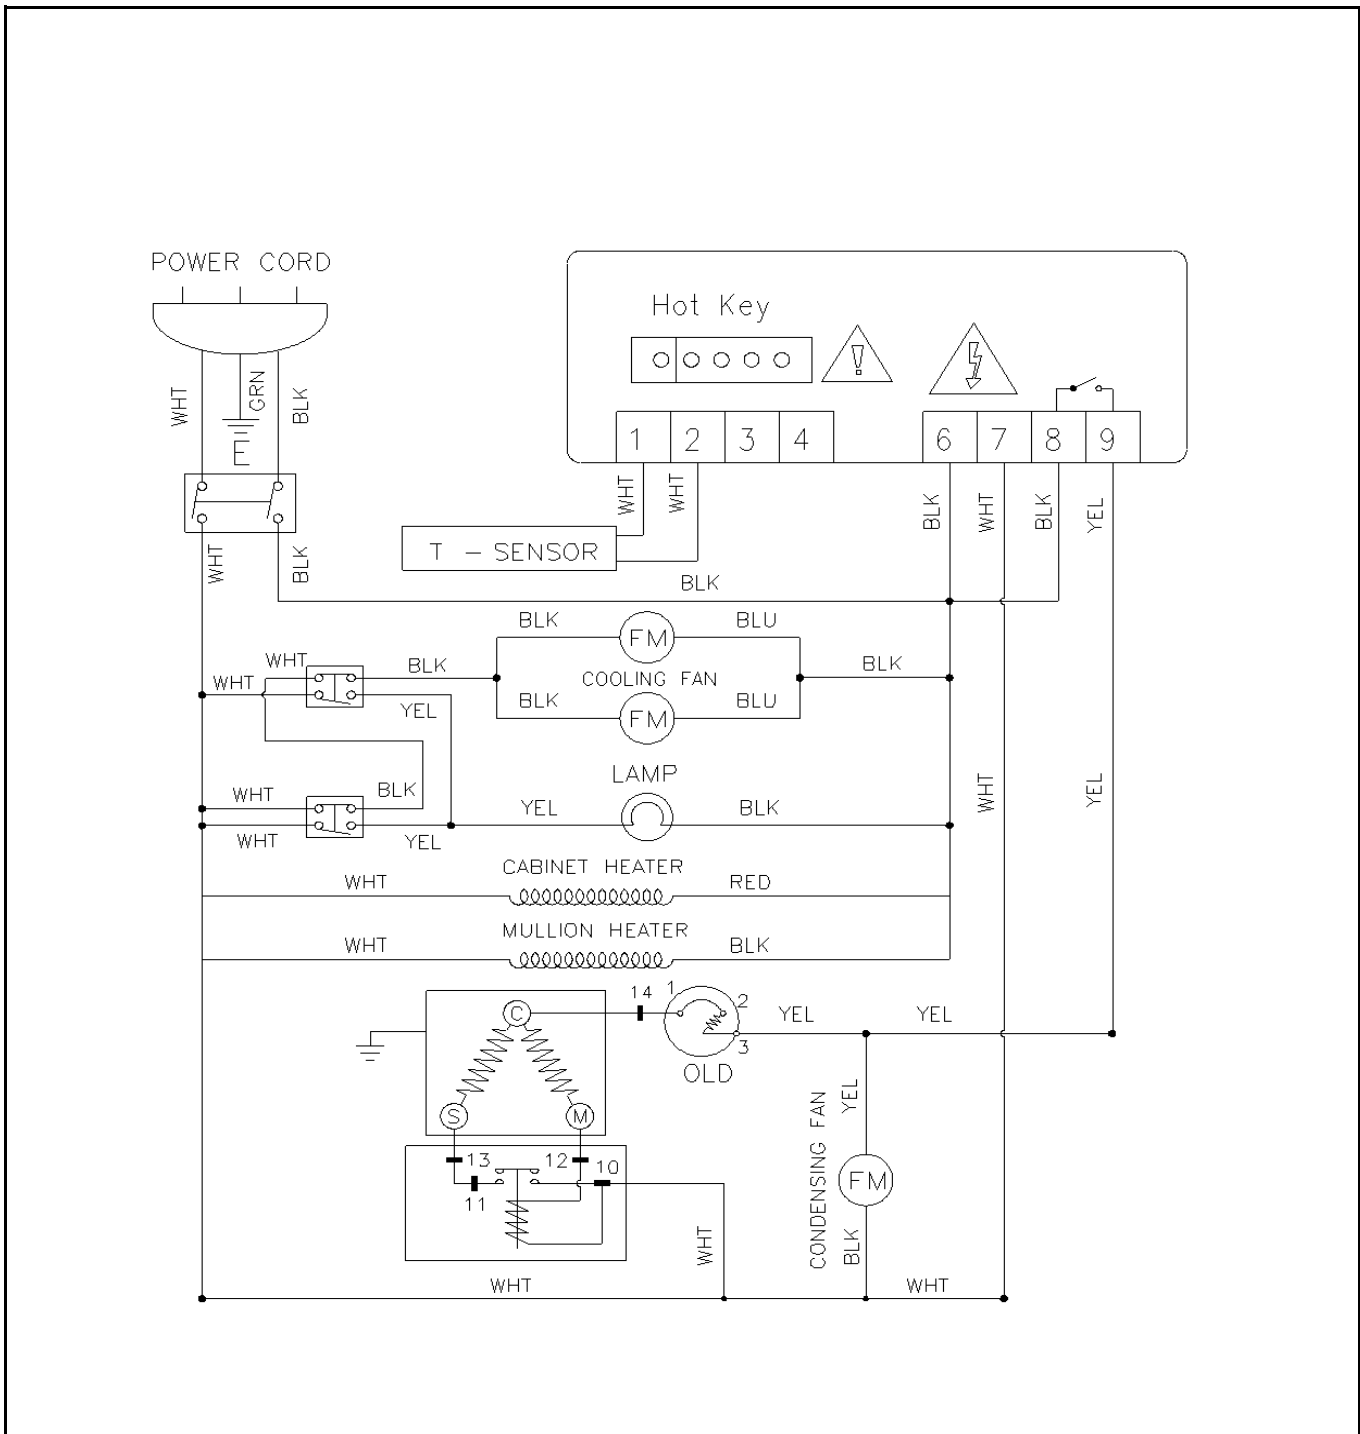 POWER CORD
Hot Key
WHT
GRN
BLK
E
1 2 3 4
6 7 8 9
WHT
WHT
BLK
WHT
BLK
YEL
T - SENSOR
WHT
BLK
BLK
BLK FM BLU
WHT
BLK
COOLING FAN
BLK
WHT
YEL
BLK FM BLU
LAMP
WHT
YEL
WHT
BLK
YEL
BLK
WHT
YEL
CABINET HEATER
WHT
RED
MULLION HEATER
WHT
BLK
14
1
2
3
C
YEL
YEL
OLD
S
M
YEL
CONDENSING FAN
13
12
10
11
FM
WHT
BLK
WHT
WHT